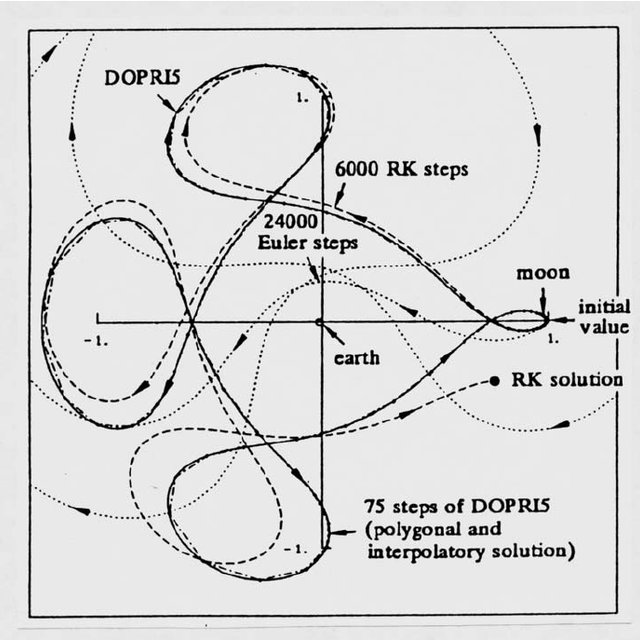 DOPRI5
1.
6000 RK steps
24000
Euler steps
moon
initial
value
-1.
1.
earth
RK solution
75 steps of DOPRI5
(polygonal and
interpolatory solution)
-1.